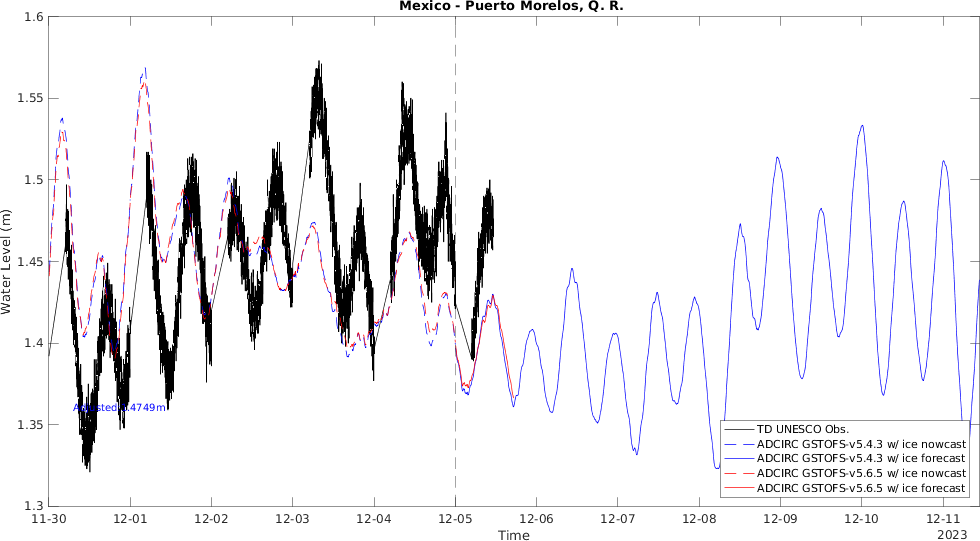 Mexico - Puerto Morelos, Q. R.
1.6
1.55
1.5
1.45
1.4
1.35
1.3
Water Level (m)
11-30 12-01 12-02 12-03 12-04 12-05 12-06 12-07 12-08 12-09 12-10 12-11
Time
2023
TD UNESCO Obs.
ADCIRC GSTOFS-v5.4.3 w/ ice nowcast
ADCIRC GSTOFS-v5.4.3 w/ ice forecast
ADCIRC GSTOFS-v5.6.5 w/ ice nowcast
ADCIRC GSTOFS-v5.6.5 w/ ice forecast